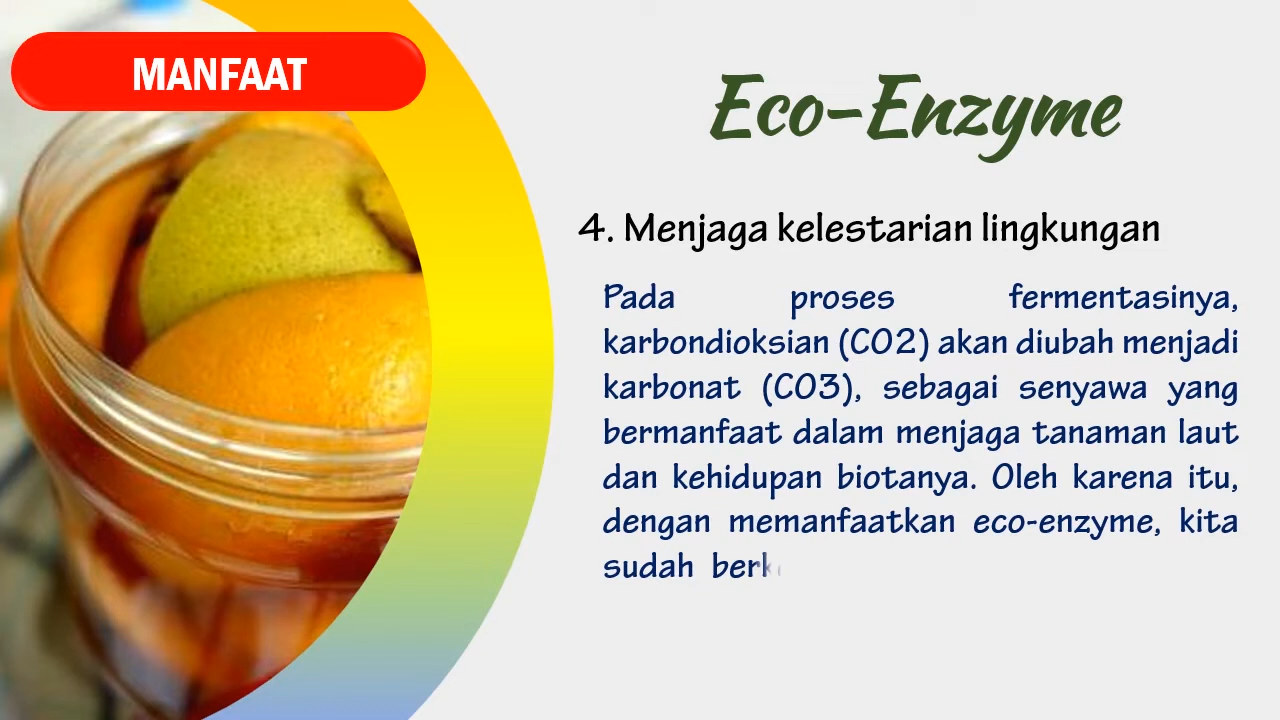 MANFAAT
Eco-Enzyme
4. Menjaga kelestarian lingkungan
Pada proses fermentasinya,
karbondioksian (CO2) akan diubah menjadi
karbonat (CO3), sebagai senyawa yang
bermanfaat dalam menjaga tanaman laut
dan kehidupan biotanya. Oleh karena itu,
dengan memanfaatkan eco-enzyme, kita
sudah